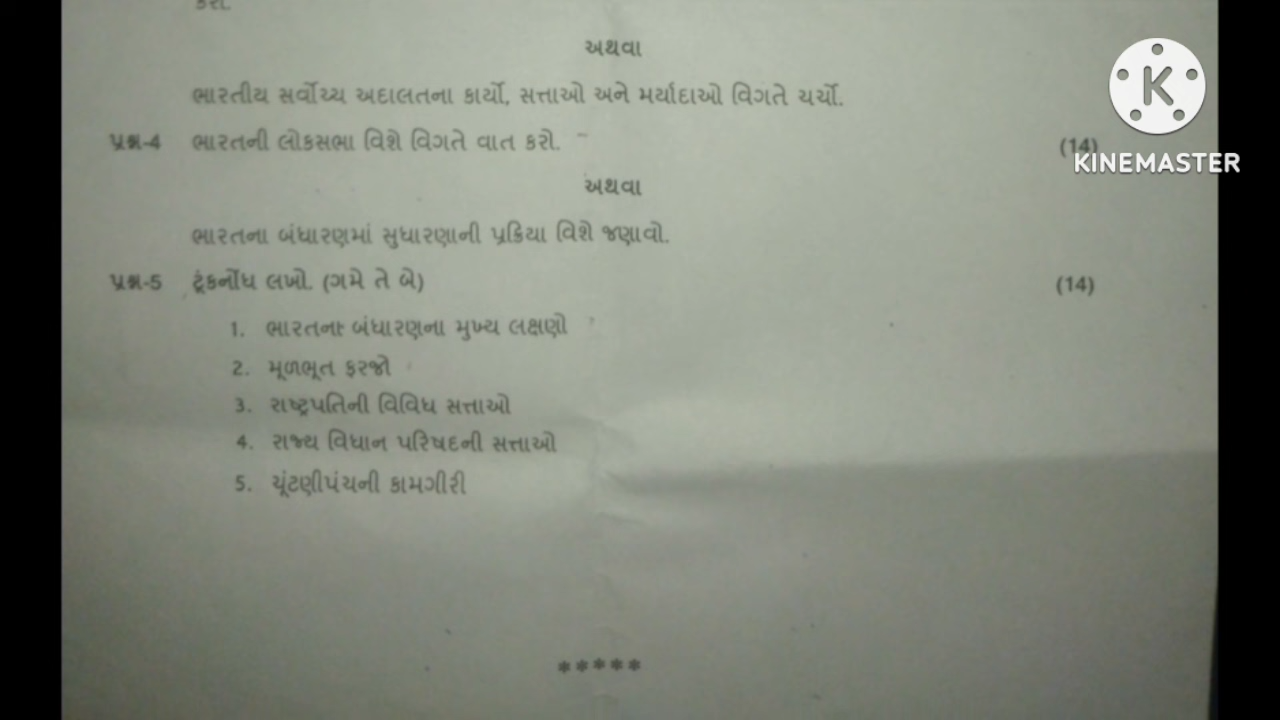 કરો.
અથવા
ભારતીય સર્વોચ્ચ અદાલતના કાર્યો, સત્તાઓ અને મર્યાદાઓ વિગતે ચર્ચો.
પ્રશ્ન-4 ભારતની લોકસભા વિશે વિગતે વાત કરો. (14)
અથવા
ભારતના બંધારણમાં સુધારણાની પ્રક્રિયા વિશે જણાવો.
પ્રશ્ન-5 ટૂંકનોંધ લખો. (ગમે તે બે) (14)
1. ભારતના બંધારણના મુખ્ય લક્ષણો
2. મૂળભૂત ફરજો
3. રાષ્ટ્રપતિની વિવિધ સત્તાઓ
4. રાજ્ય વિધાન પરિષદની સત્તાઓ
5. ચૂંટણીપંચની કામગીરી
*****
K
KINEMASTER